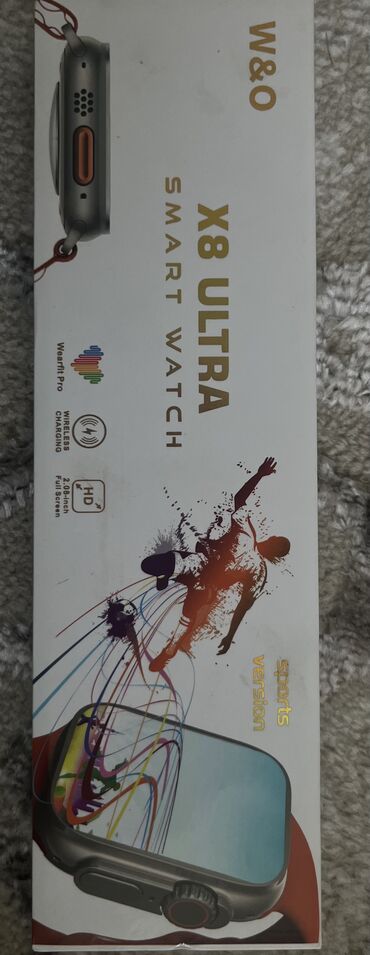 W&O
X8 ULTRA
SMART WATCH
Wearfit Pro
WIRELESS
CHARGING
HD
2.08-inch
Full Screen
sports
version